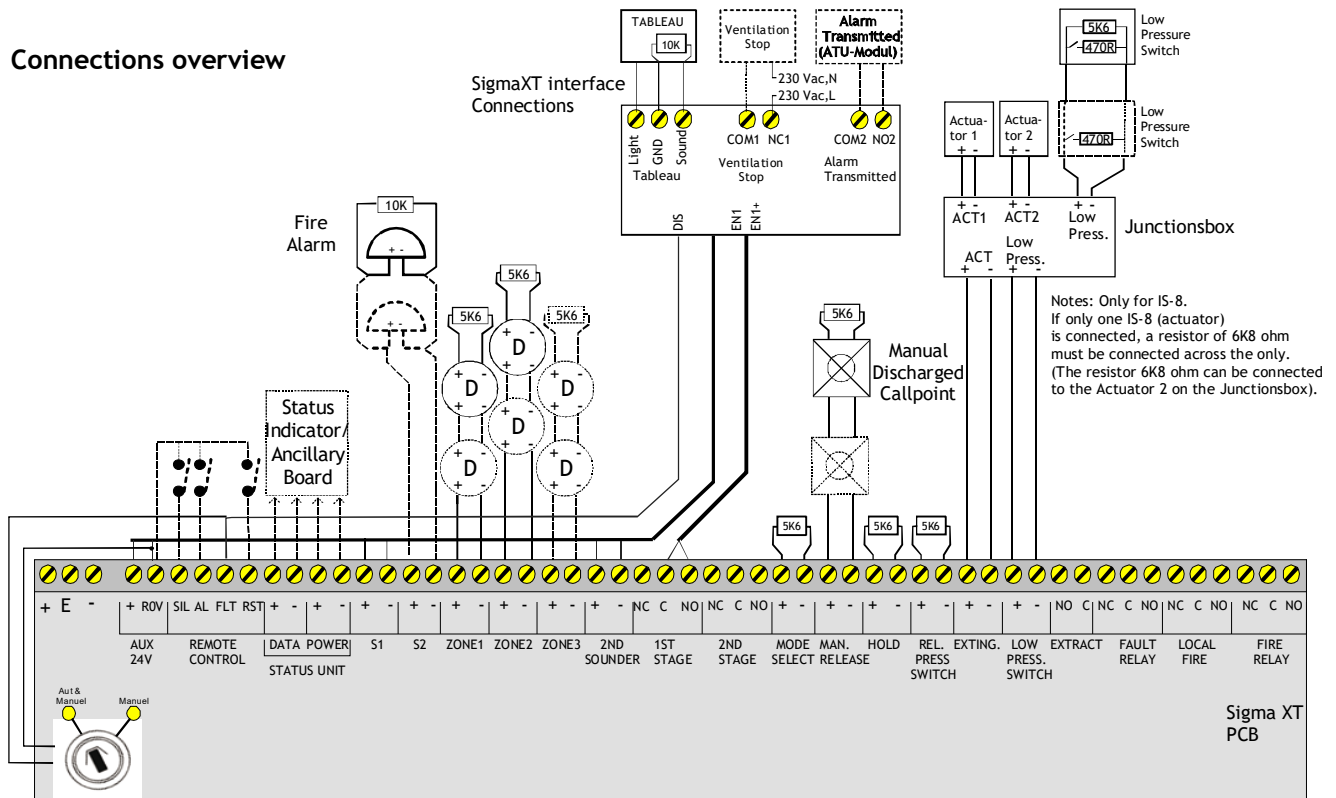 Connections overview
SigmaXT interface
Connections
TABLEAU
10K
Ventilation
Stop
Alarm
Transmitted
(ATU-Modul)
230 Vac,N
230 Vac,L
Light
GND
Sound
Tableau
COM1 NC1
Ventilation
Stop
COM2 NO2
Alarm
Transmitted
DIS
EN1
EN1+
5K6
470R
Low
Pressure
Switch
470R
Low
Pressure
Switch
Actua-
tor 1
+ -
Actua-
tor 2
+ -
+ -
ACT1
+ -
ACT2
+ -
Low
Press.
ACT
+ -
Low
Press.
+ -
Junctionsbox
Notes: Only for IS-8.
If only one IS-8 (actuator)
is connected, a resistor of 6K8 ohm
must be connected across the only.
(The resistor 6K8 ohm can be connected
to the Actuator 2 on the Junctionsbox).
Fire
Alarm
10K
+ -
+ -
Status
Indicator/
Ancillary
Board
5K6
5K6
5K6
+ - D + -
+ - D + -
+ - D + -
+ - D + -
+ - D + -
+ - D + -
5K6
Manual
Discharged
Callpoint
5K6
5K6
5K6
+ E -
+ R0V SIL AL FLT RST + - + - + - + - + - + - + - + - NC C NO NC C NO + - + - + - + - + - + - NO C NC NC C NO NC C NO NC C NO
AUX
24V
REMOTE
CONTROL
DATA POWER
STATUS UNIT
S1
S2
ZONE1
ZONE2
ZONE3
2ND
SOUNDER
1ST
STAGE
2ND
STAGE
MODE
SELECT
MAN.
RELEASE
HOLD
REL.
PRESS
SWITCH
EXTING.
LOW
PRESS.
SWITCH
EXTRACT
FAULT
RELAY
LOCAL
FIRE
FIRE
RELAY
Aut &
Manuel
Manuel
Sigma XT
PCB